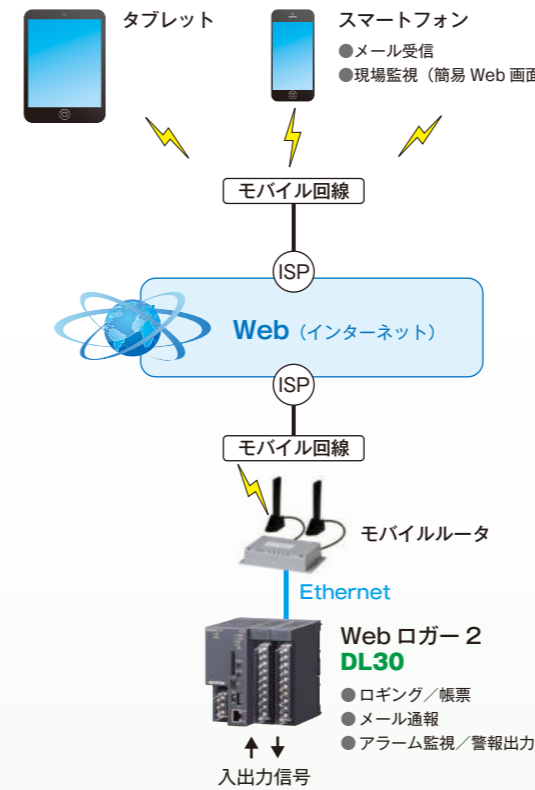 タブレット
スマートフォン
●メール受信
●現場監視（簡易 Web 画面
モバイル回線
ISP
Web（インターネット）
ISP
モバイル回線
モバイルルータ
Ethernet
Web ロガー 2
DL30
●ロギング／帳票
●メール通報
●アラーム監視／警報出力
入出力信号